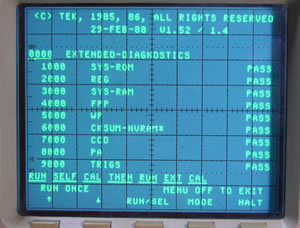 <C> TEK, 1985, 86, ALL RIGHTS RESERVED
29-FEB-88 V1.52 / 1.4
0000 EXTENDED-DIAGNOSTICS
1000 SYS-ROM PASS
2000 REG PASS
3000 SYS-RAM PASS
4000 FPP PASS
5000 WP PASS
6000 CKSUM-NVRAM* PASS
7000 CCD PASS
8000 PA PASS
9000 TRIGS PASS
RUN SELF CAL THEN RUN EXT CAL
RUN ONCE MENU OFF TO EXIT
↑ ↓ RUN/SEL MODE HALT